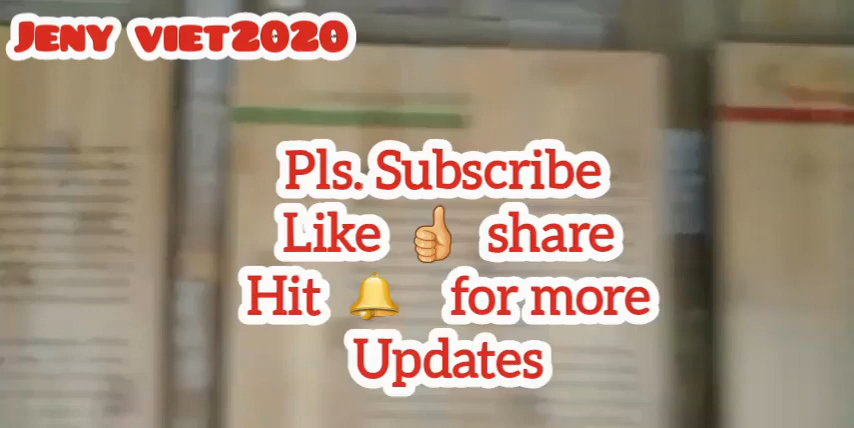 JENY VIET2020
Pls. Subscribe
Like 👍 share
Hit 🔔 for more
Updates